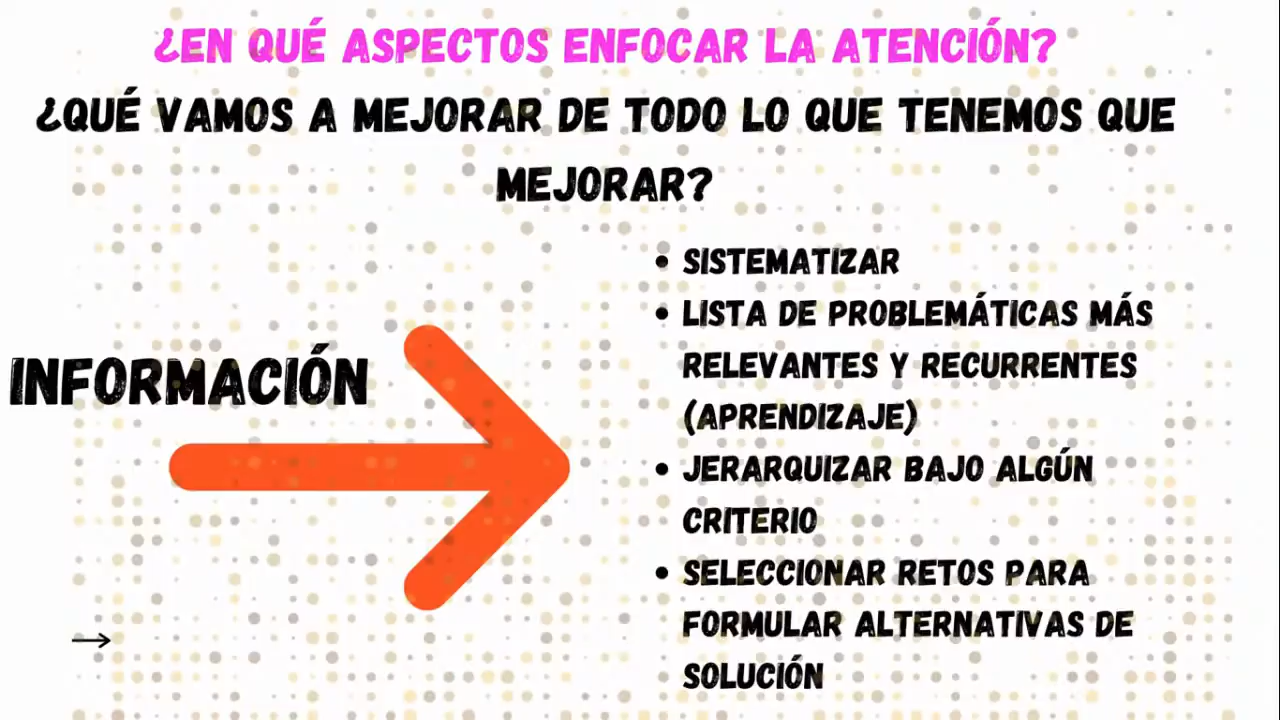 ¿EN QUÉ ASPECTOS ENFOCAR LA ATENCIÓN?
¿QUÉ VAMOS A MEJORAR DE TODO LO QUE TENEMOS QUE
MEJORAR?
INFORMACIÓN
• SISTEMATIZAR
• LISTA DE PROBLEMÁTICAS MÁS
RELEVANTES Y RECURRENTES
(APRENDIZAJE)
• JERARQUIZAR BAJO ALGÚN
CRITERIO
• SELECCIONAR RETOS PARA
FORMULAR ALTERNATIVAS DE
SOLUCIÓN